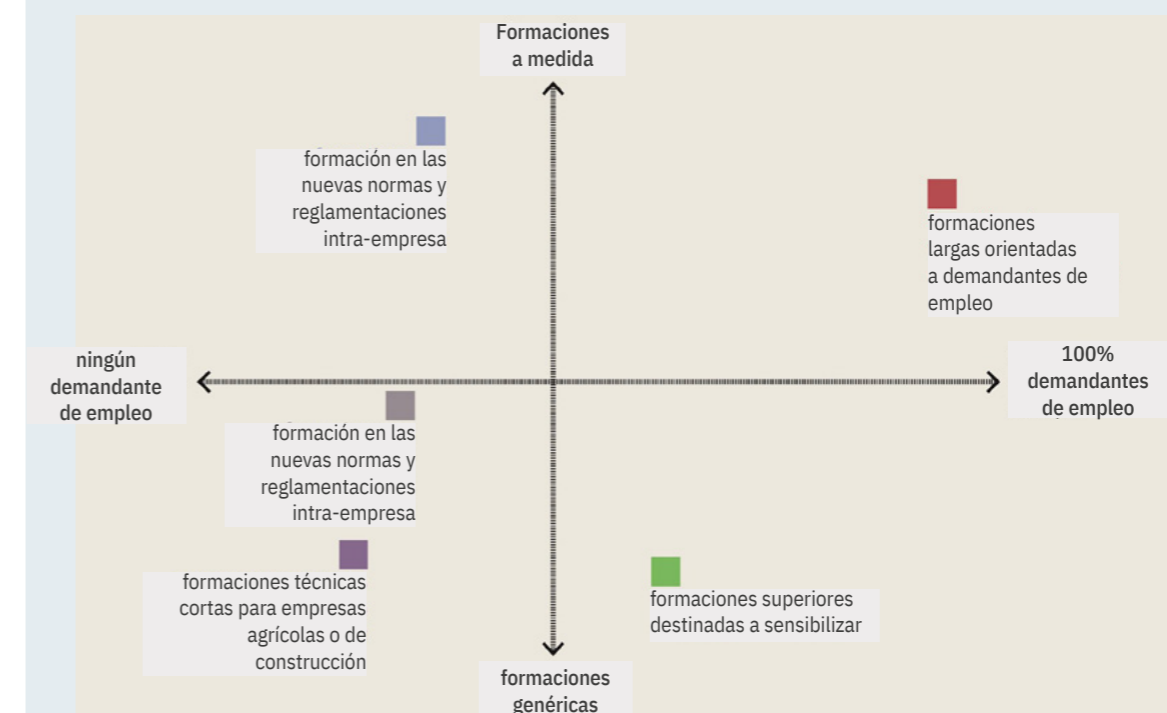 Formaciones
a medida
formación en las
nuevas normas y
reglamentaciones
intra-empresa
formaciones
largas orientadas
a demandantes de
empleo
ningún
demandante
de empleo
100%
demandantes
de empleo
formación en las
nuevas normas y
reglamentaciones
intra-empresa
formaciones técnicas
cortas para empresas
agrícolas o de
construcción
formaciones superiores
destinadas a sensibilizar
formaciones
genéricas